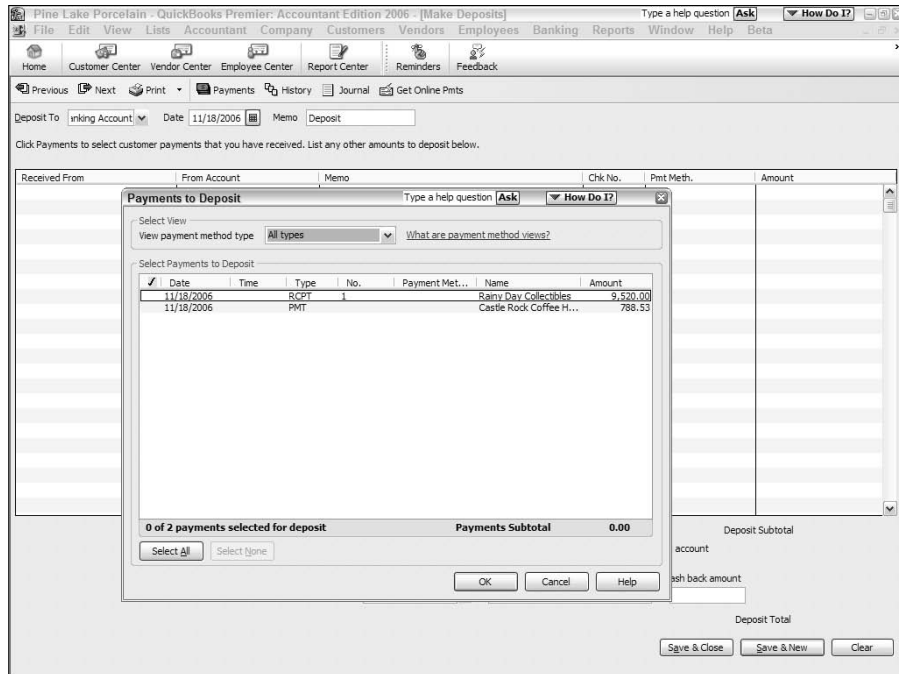 Pine Lake Porcelain - QuickBooks Premier: Accountant Edition 2006 - [Make Deposits] Type a help question Ask How Do I?
File Edit View Lists Accountant Company Customers Vendors Employees Banking Reports Window Help Beta
Home Customer Center Vendor Center Employee Center Report Center Reminders Feedback
Previous Next Print Payments History Journal Get Online Pmts
Deposit To nking Account Date 11/18/2006 Memo Deposit
Click Payments to select customer payments that you have received. List any other amounts to deposit below.
Received From From Account Memo Chk No. Pmt Meth. Amount
Payments to Deposit Type a help question Ask How Do I?
Select View
View payment method type All types What are payment method views?
Select Payments to Deposit
✓ Date Time Type No. Payment Met... Name Amount
11/18/2006 RCPT 1 Rainy Day Collectibles 9,520.00
11/18/2006 PMT Castle Rock Coffee H... 788.53
0 of 2 payments selected for deposit Payments Subtotal 0.00
Deposit Subtotal
Select All Select None
account
OK Cancel Help
ash back amount
Deposit Total
Save & Close Save & New Clear